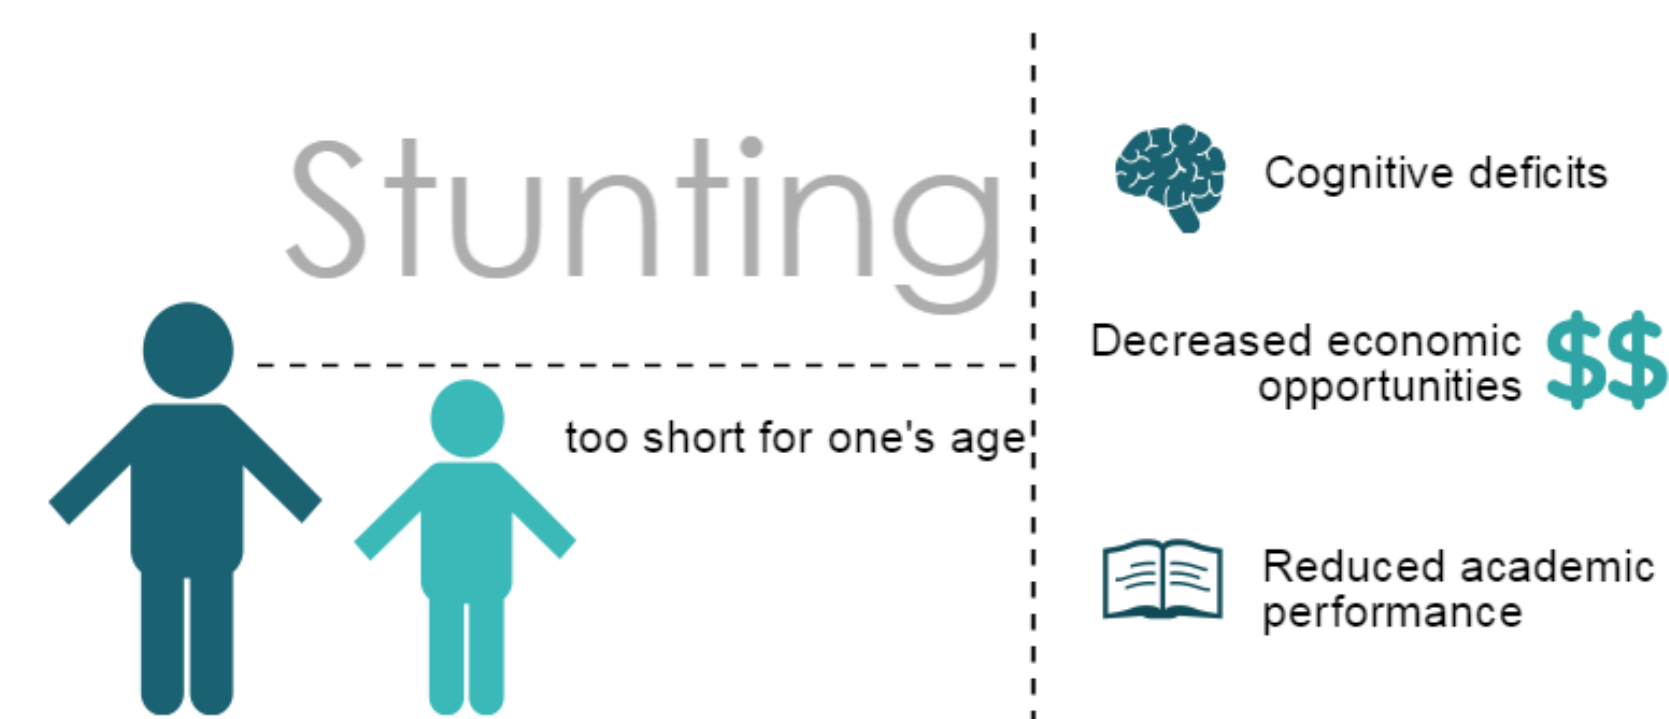 Stunting
too short for one's age
Cognitive deficits
Decreased economic
opportunities
$$
Reduced academic
performance